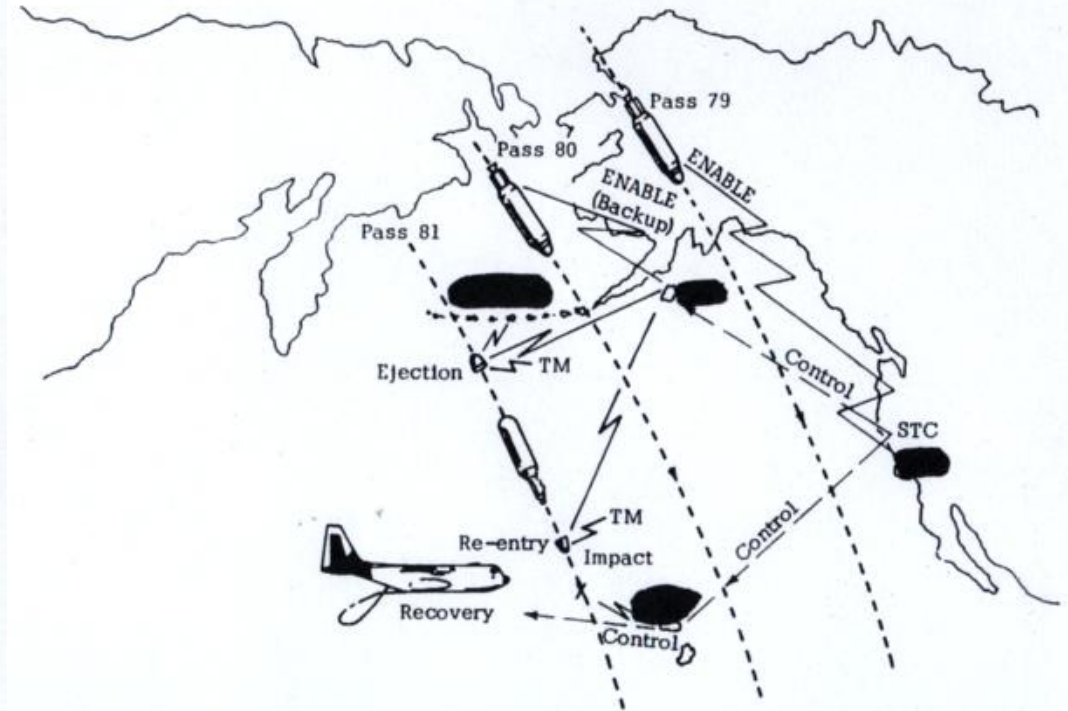 Pass 79
Pass 80
ENABLE
ENABLE
(Backup)
Pass 81
Ejection
TM
Control
STC
TM
Re-entry
Impact
Control
Recovery
Control